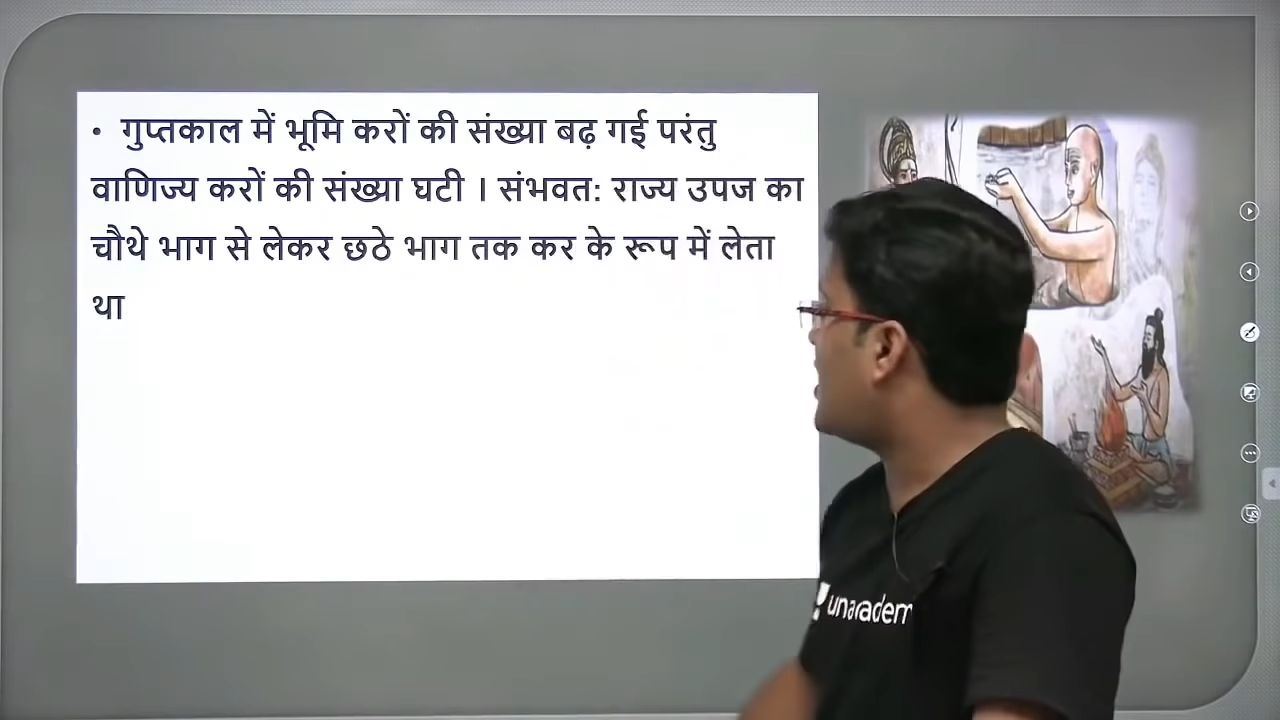 • गुप्तकाल में भूमि करों की संख्या बढ़ गई परंतु
वाणिज्य करों की संख्या घटी । संभवत: राज्य उपज का
चौथे भाग से लेकर छठे भाग तक कर के रूप में लेता
था
unacadem